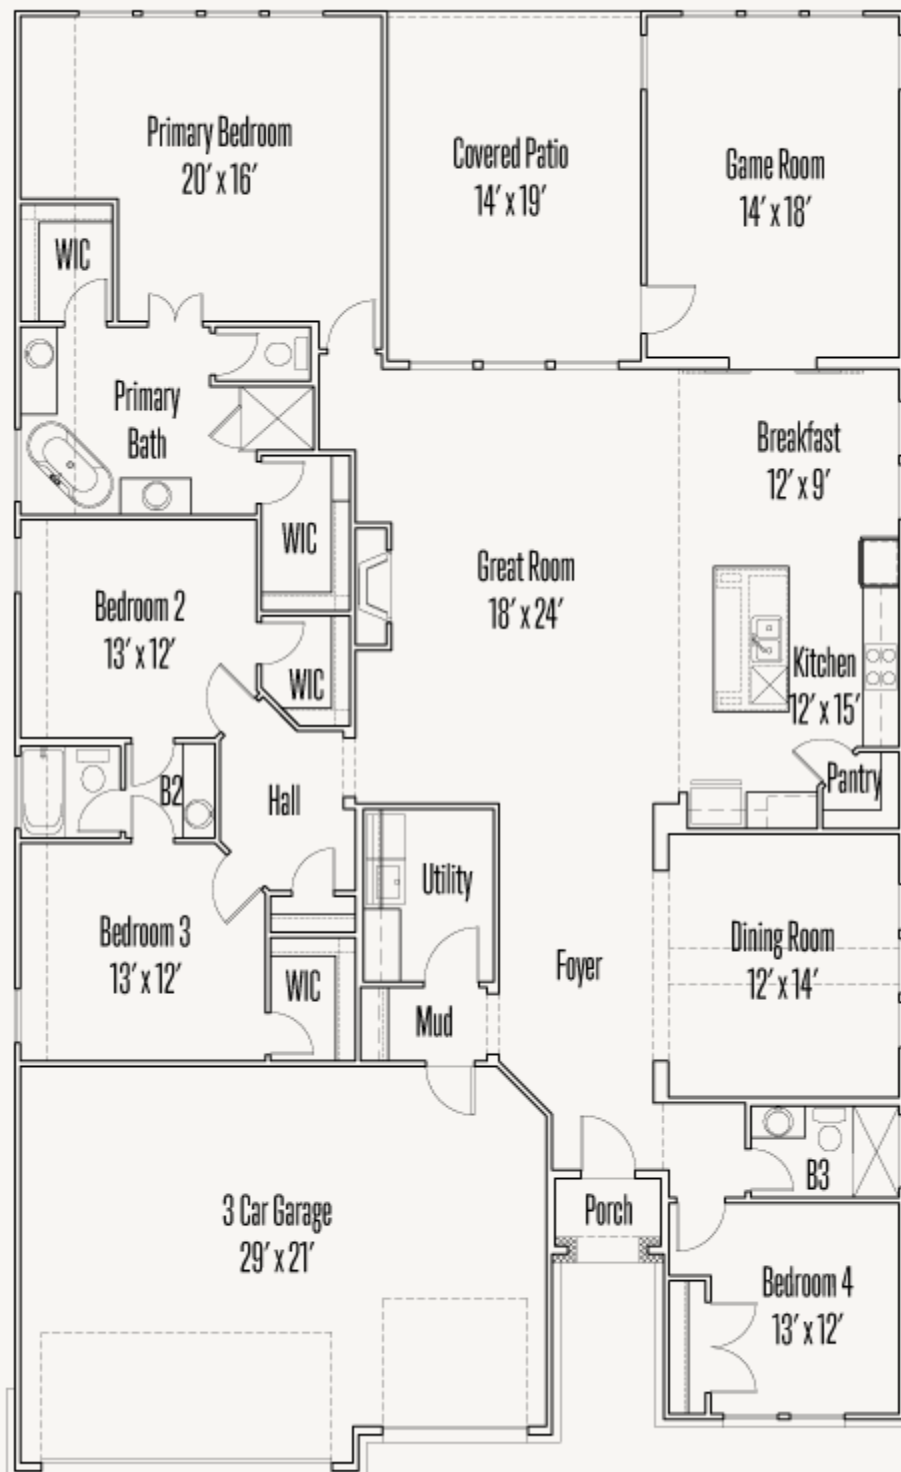 Primary Bedroom
20′ x 16′
Covered Patio
14′ x 19′
Game Room
14′ x 18′
WIC
Primary
Bath
Breakfast
12′ x 9′
WIC
Great Room
18′ x 24′
Bedroom 2
13′ x 12′
WIC
Kitchen
12′ x 15′
Pantry
B2
Hall
Utility
Bedroom 3
13′ x 12′
WIC
Mud
Foyer
Dining Room
12′ x 14′
B3
3 Car Garage
29′ x 21′
Porch
Bedroom 4
13′ x 12′